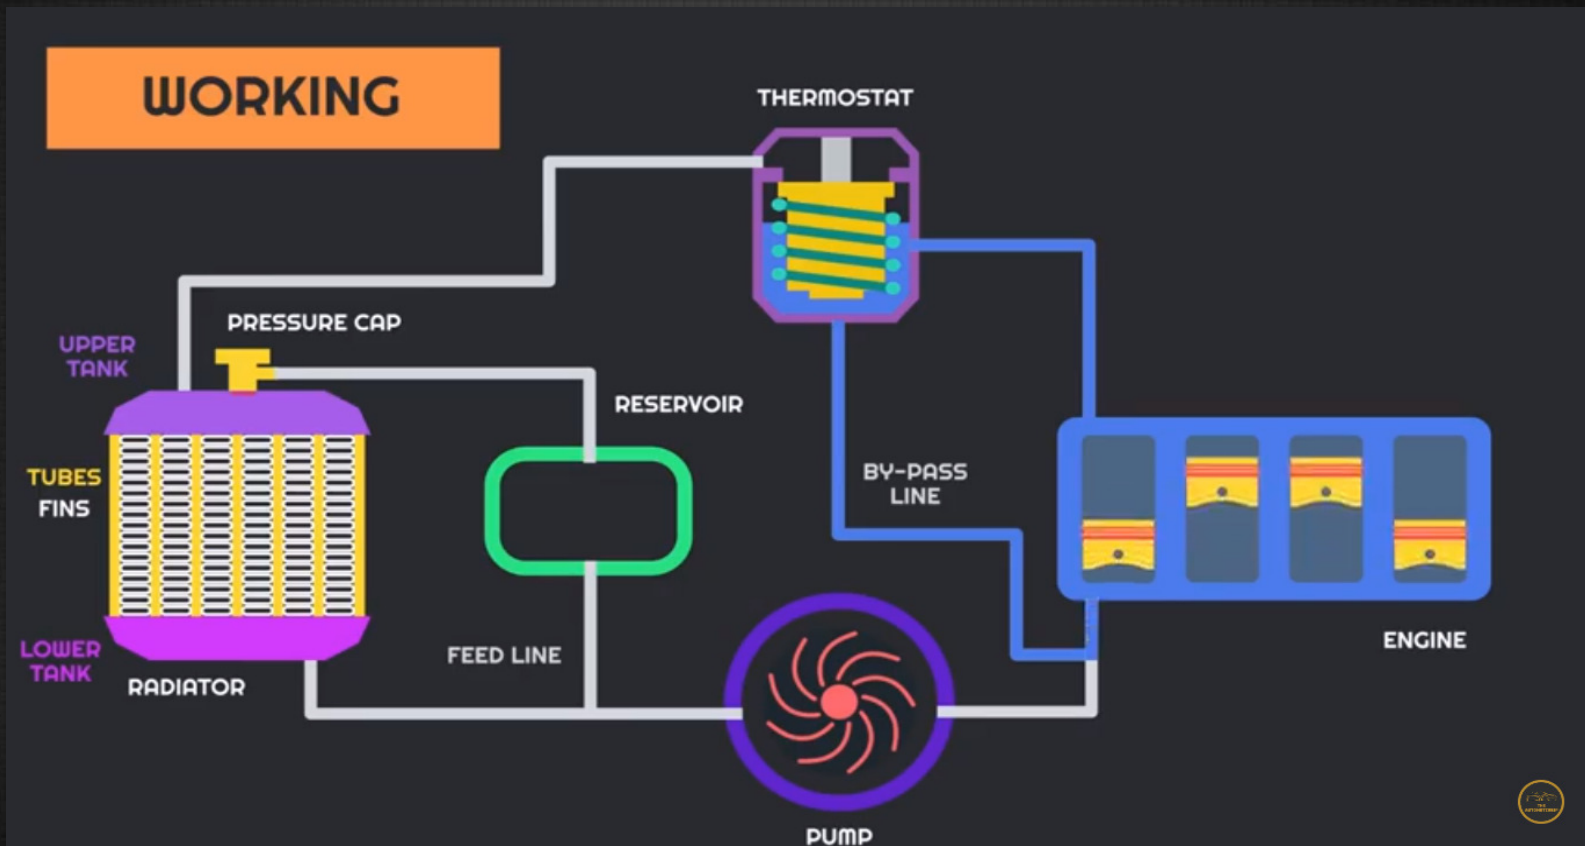 WORKING
THERMOSTAT
PRESSURE CAP
UPPER
TANK
RESERVOIR
TUBES
FINS
BY-PASS
LINE
LOWER
TANK
RADIATOR
FEED LINE
ENGINE
PUMP